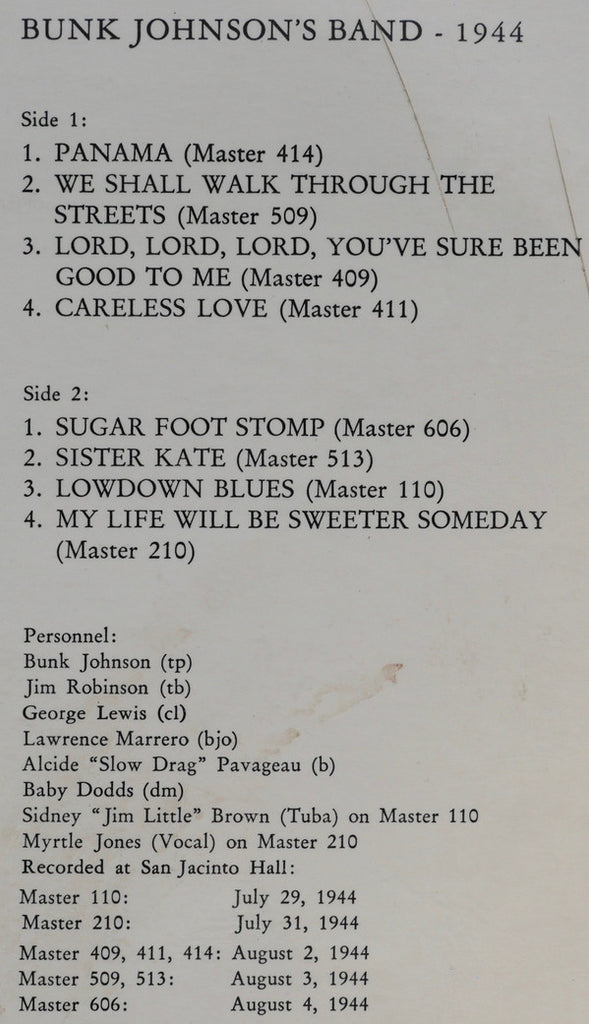 BUNK JOHNSON'S BAND - 1944
Side 1:
1. PANAMA (Master 414)
2. WE SHALL WALK THROUGH THE
STREETS (Master 509)
3. LORD, LORD, LORD, YOU'VE SURE BEEN
GOOD TO ME (Master 409)
4. CARELESS LOVE (Master 411)
Side 2:
1. SUGAR FOOT STOMP (Master 606)
2. SISTER KATE (Master 513)
3. LOWDOWN BLUES (Master 110)
4. MY LIFE WILL BE SWEETER SOMEDAY
(Master 210)
Personnel:
Bunk Johnson (tp)
Jim Robinson (tb)
George Lewis (cl)
Lawrence Marrero (bjo)
Alcide "Slow Drag" Pavageau (b)
Baby Dodds (dm)
Sidney "Jim Little" Brown (Tuba) on Master 110
Myrtle Jones (Vocal) on Master 210
Recorded at San Jacinto Hall:
Master 110: July 29, 1944
Master 210: July 31, 1944
Master 409, 411, 414: August 2, 1944
Master 509, 513: August 3, 1944
Master 606: August 4, 1944